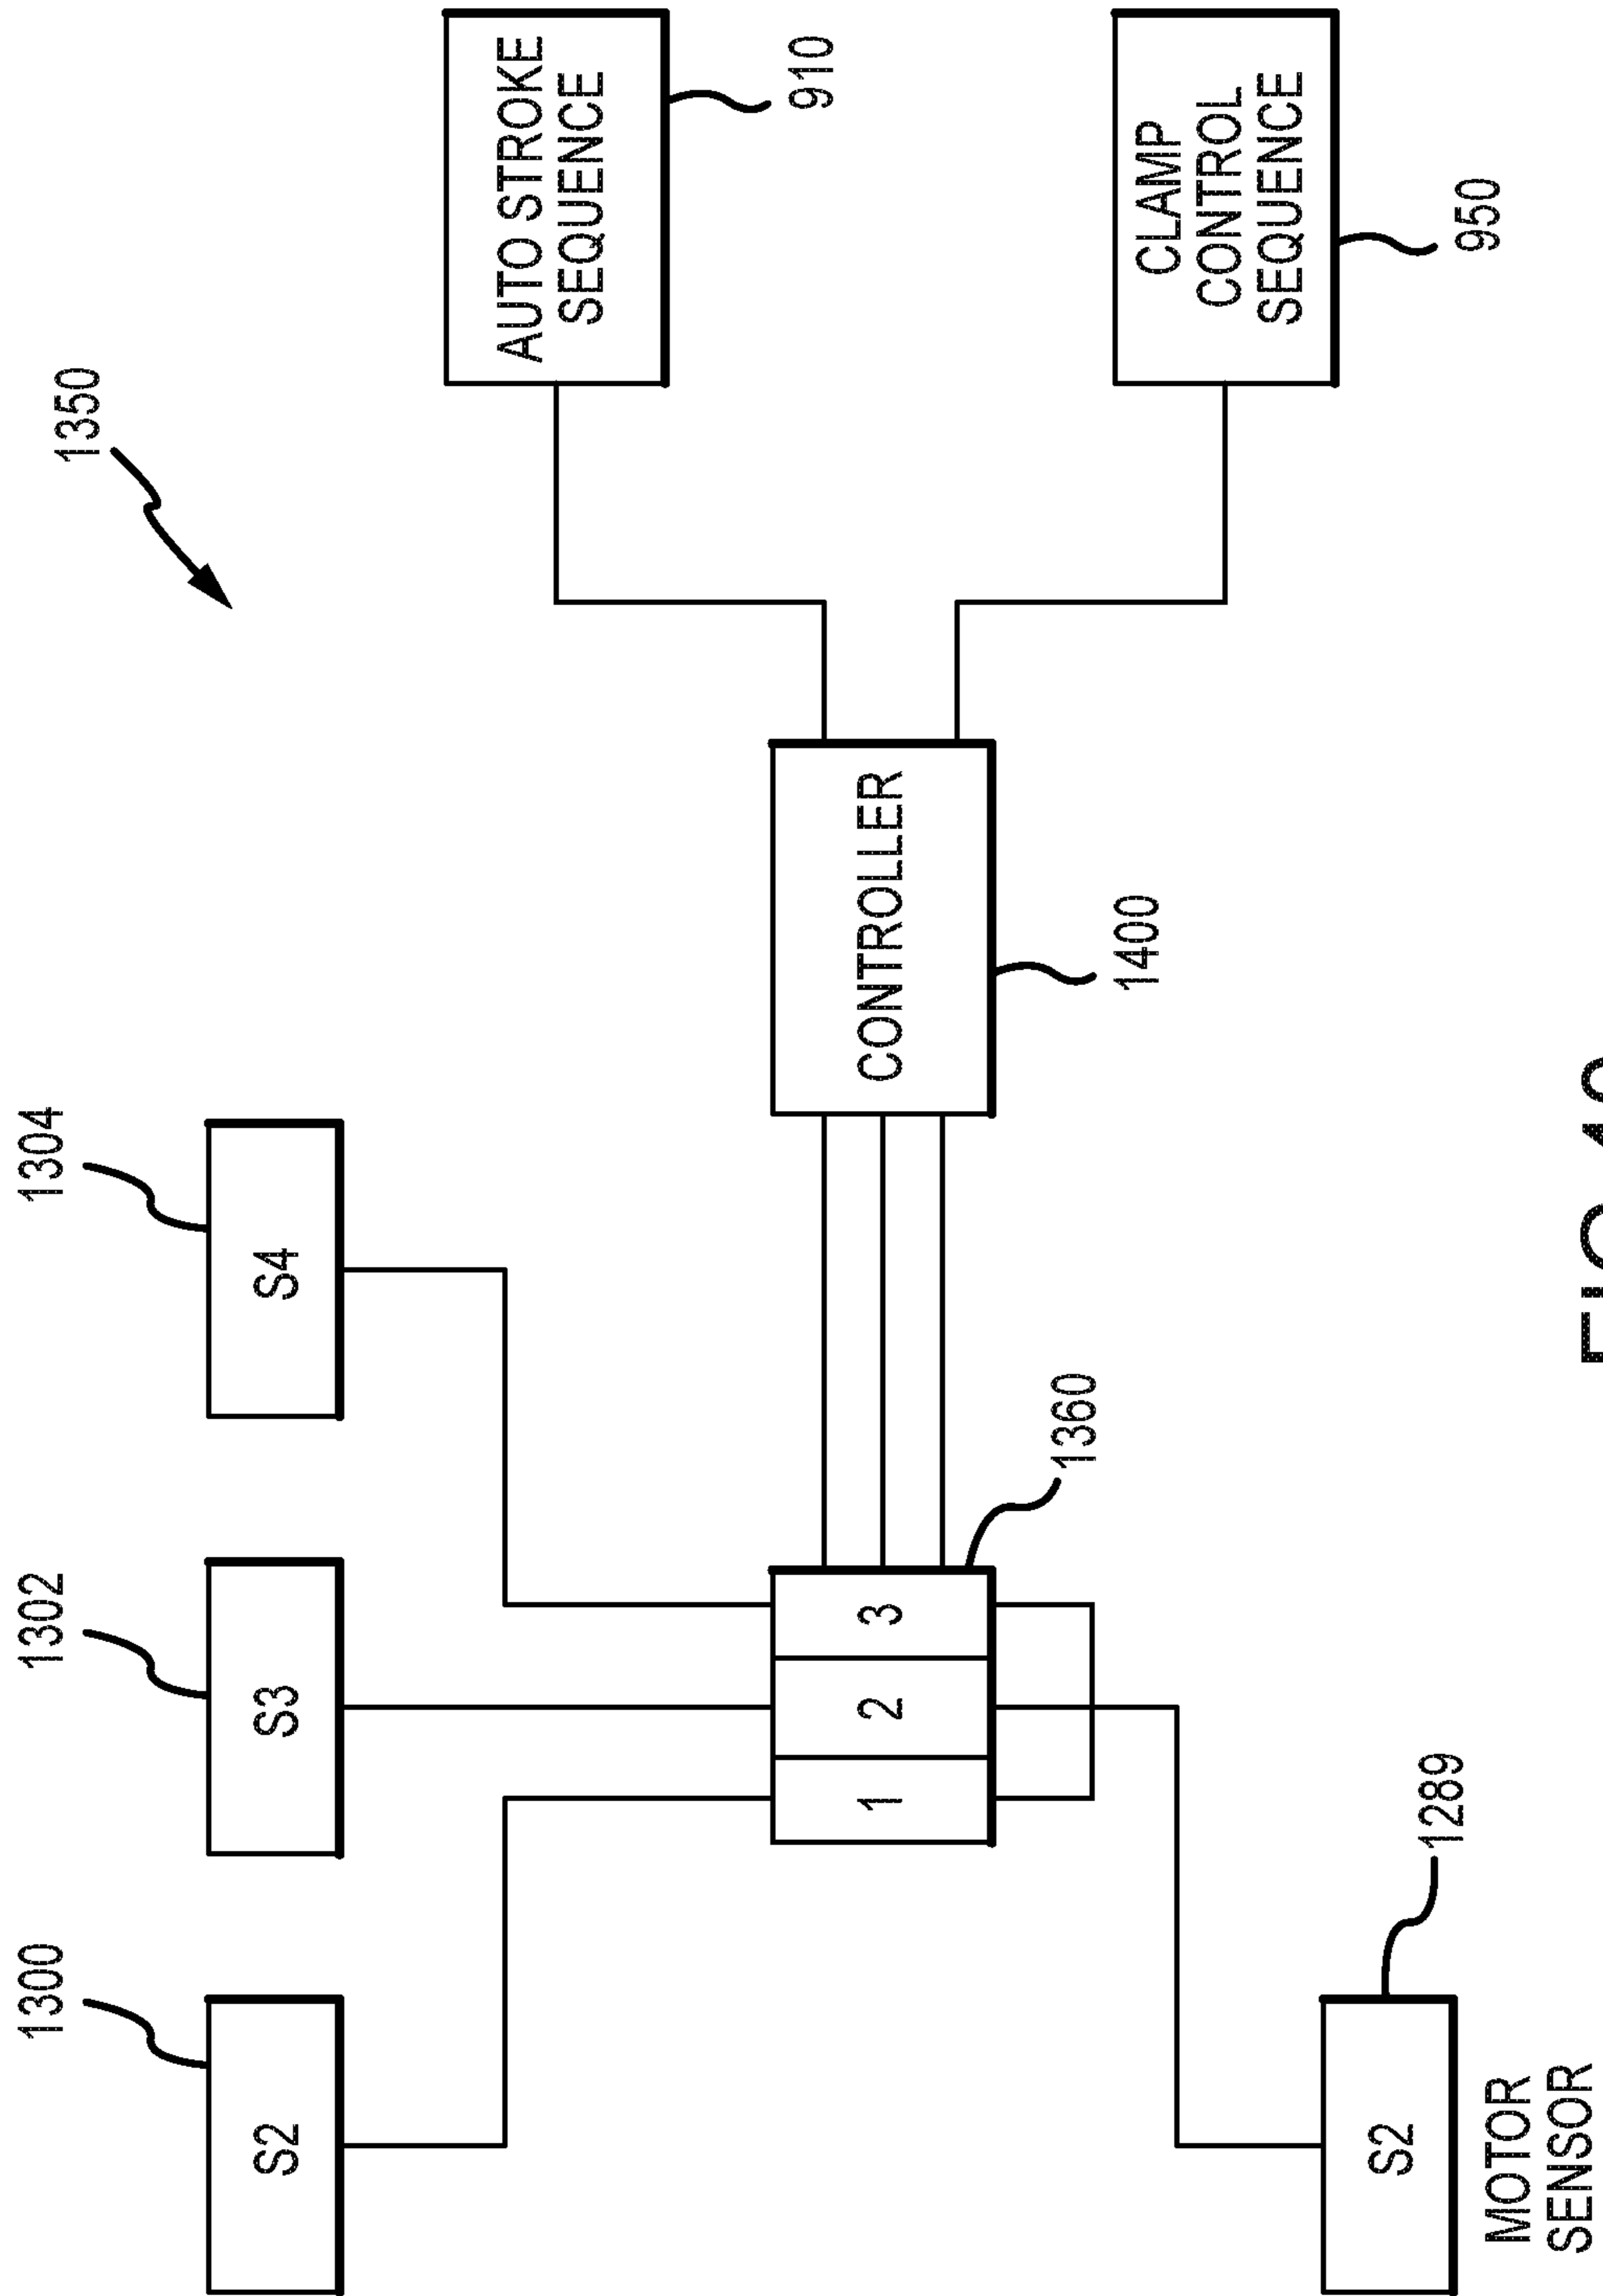 1300
1302
1304
1350
S2
S3
S4
AUTO STROKE
SEQUENCE
910
1
2
3
CONTROLLER
1360
1400
CLAMP
CONTROL
SEQUENCE
950
1289
S2
MOTOR
SENSOR
FIG.